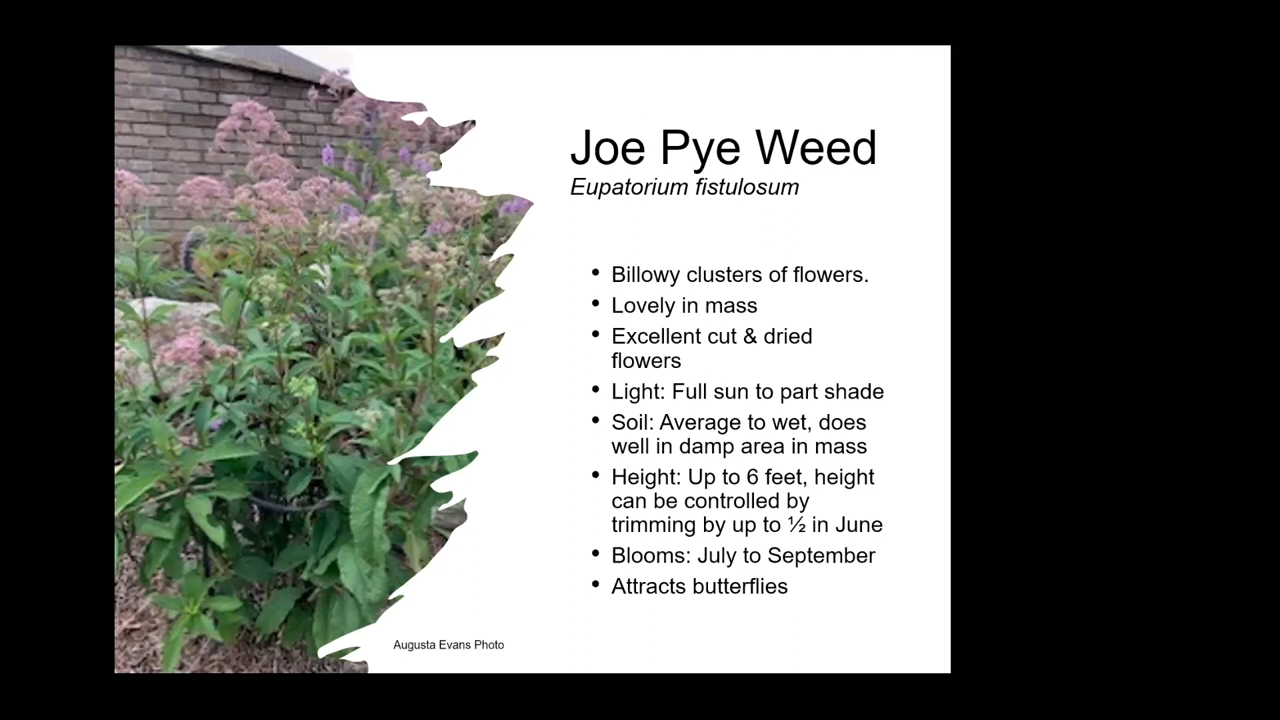 Joe Pye Weed
Eupatorium fistulosum
• Billowy clusters of flowers.
• Lovely in mass
• Excellent cut & dried
flowers
• Light: Full sun to part shade
• Soil: Average to wet, does
well in damp area in mass
• Height: Up to 6 feet, height
can be controlled by
trimming by up to ½ in June
• Blooms: July to September
• Attracts butterflies
Augusta Evans Photo